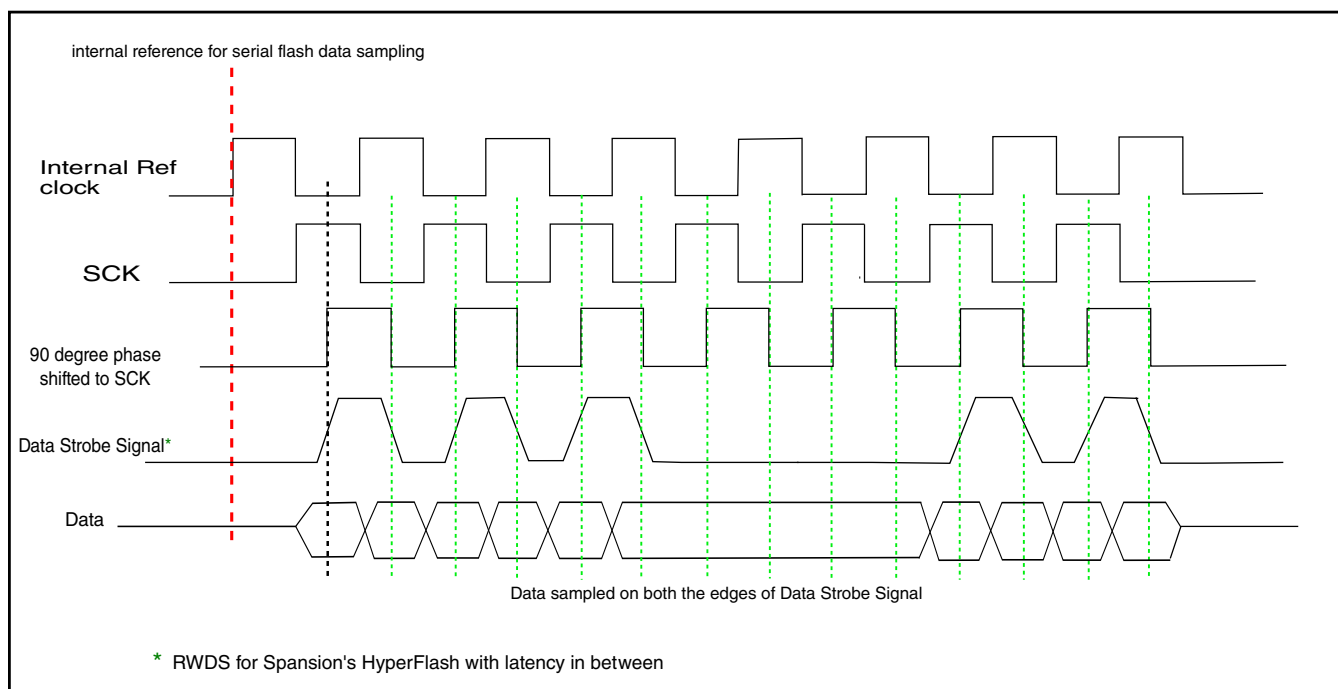 internal reference for serial flash data sampling
Internal Ref
clock
SCK
90 degree phase
shifted to SCK
Data Strobe Signal*
Data
Data sampled on both the edges of Data Strobe Signal
* RWDS for Spansion's HyperFlash with latency in between